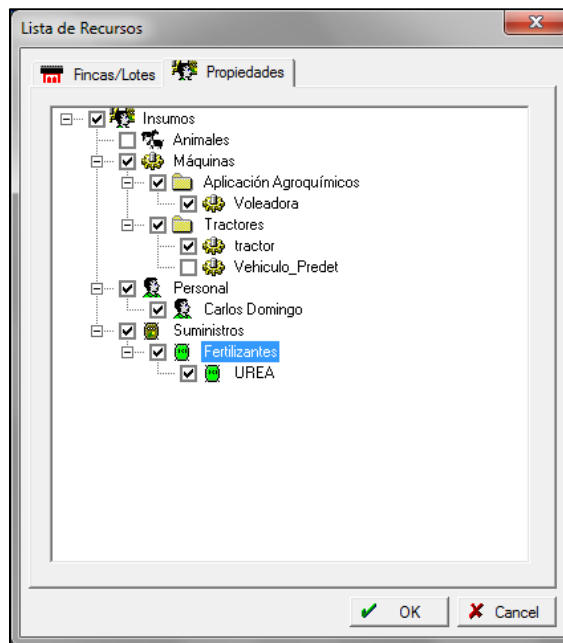 Lista de Recursos
Fincas/Lotes
Propiedades
Insumos
Animales
Máquinas
Aplicación Agroquímicos
Voleadora
Tractores
tractor
Vehiculo_Predet
Personal
Carlos Domingo
Suministros
Fertilizantes
UREA
OK
Cancel